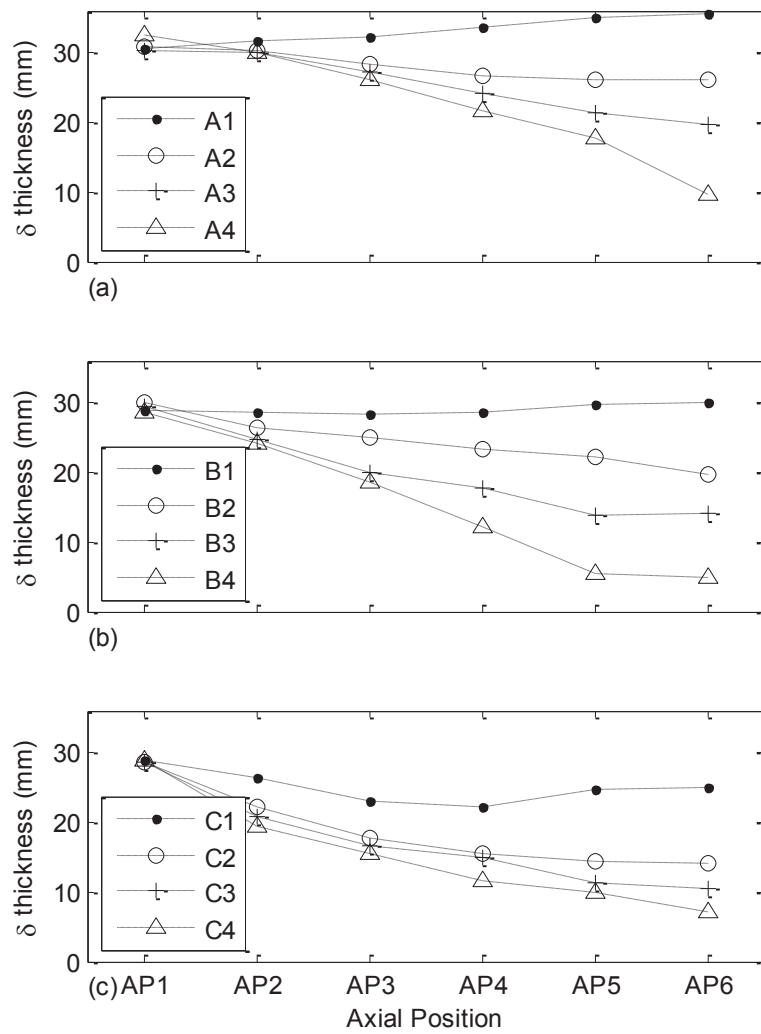 δ thickness (mm)
30
20
10
0
A1
A2
A3
A4
(a)
δ thickness (mm)
30
20
10
0
B1
B2
B3
B4
(b)
δ thickness (mm)
30
20
10
0
C1
C2
C3
C4
(c) AP1 AP2 AP3 AP4 AP5 AP6
Axial Position